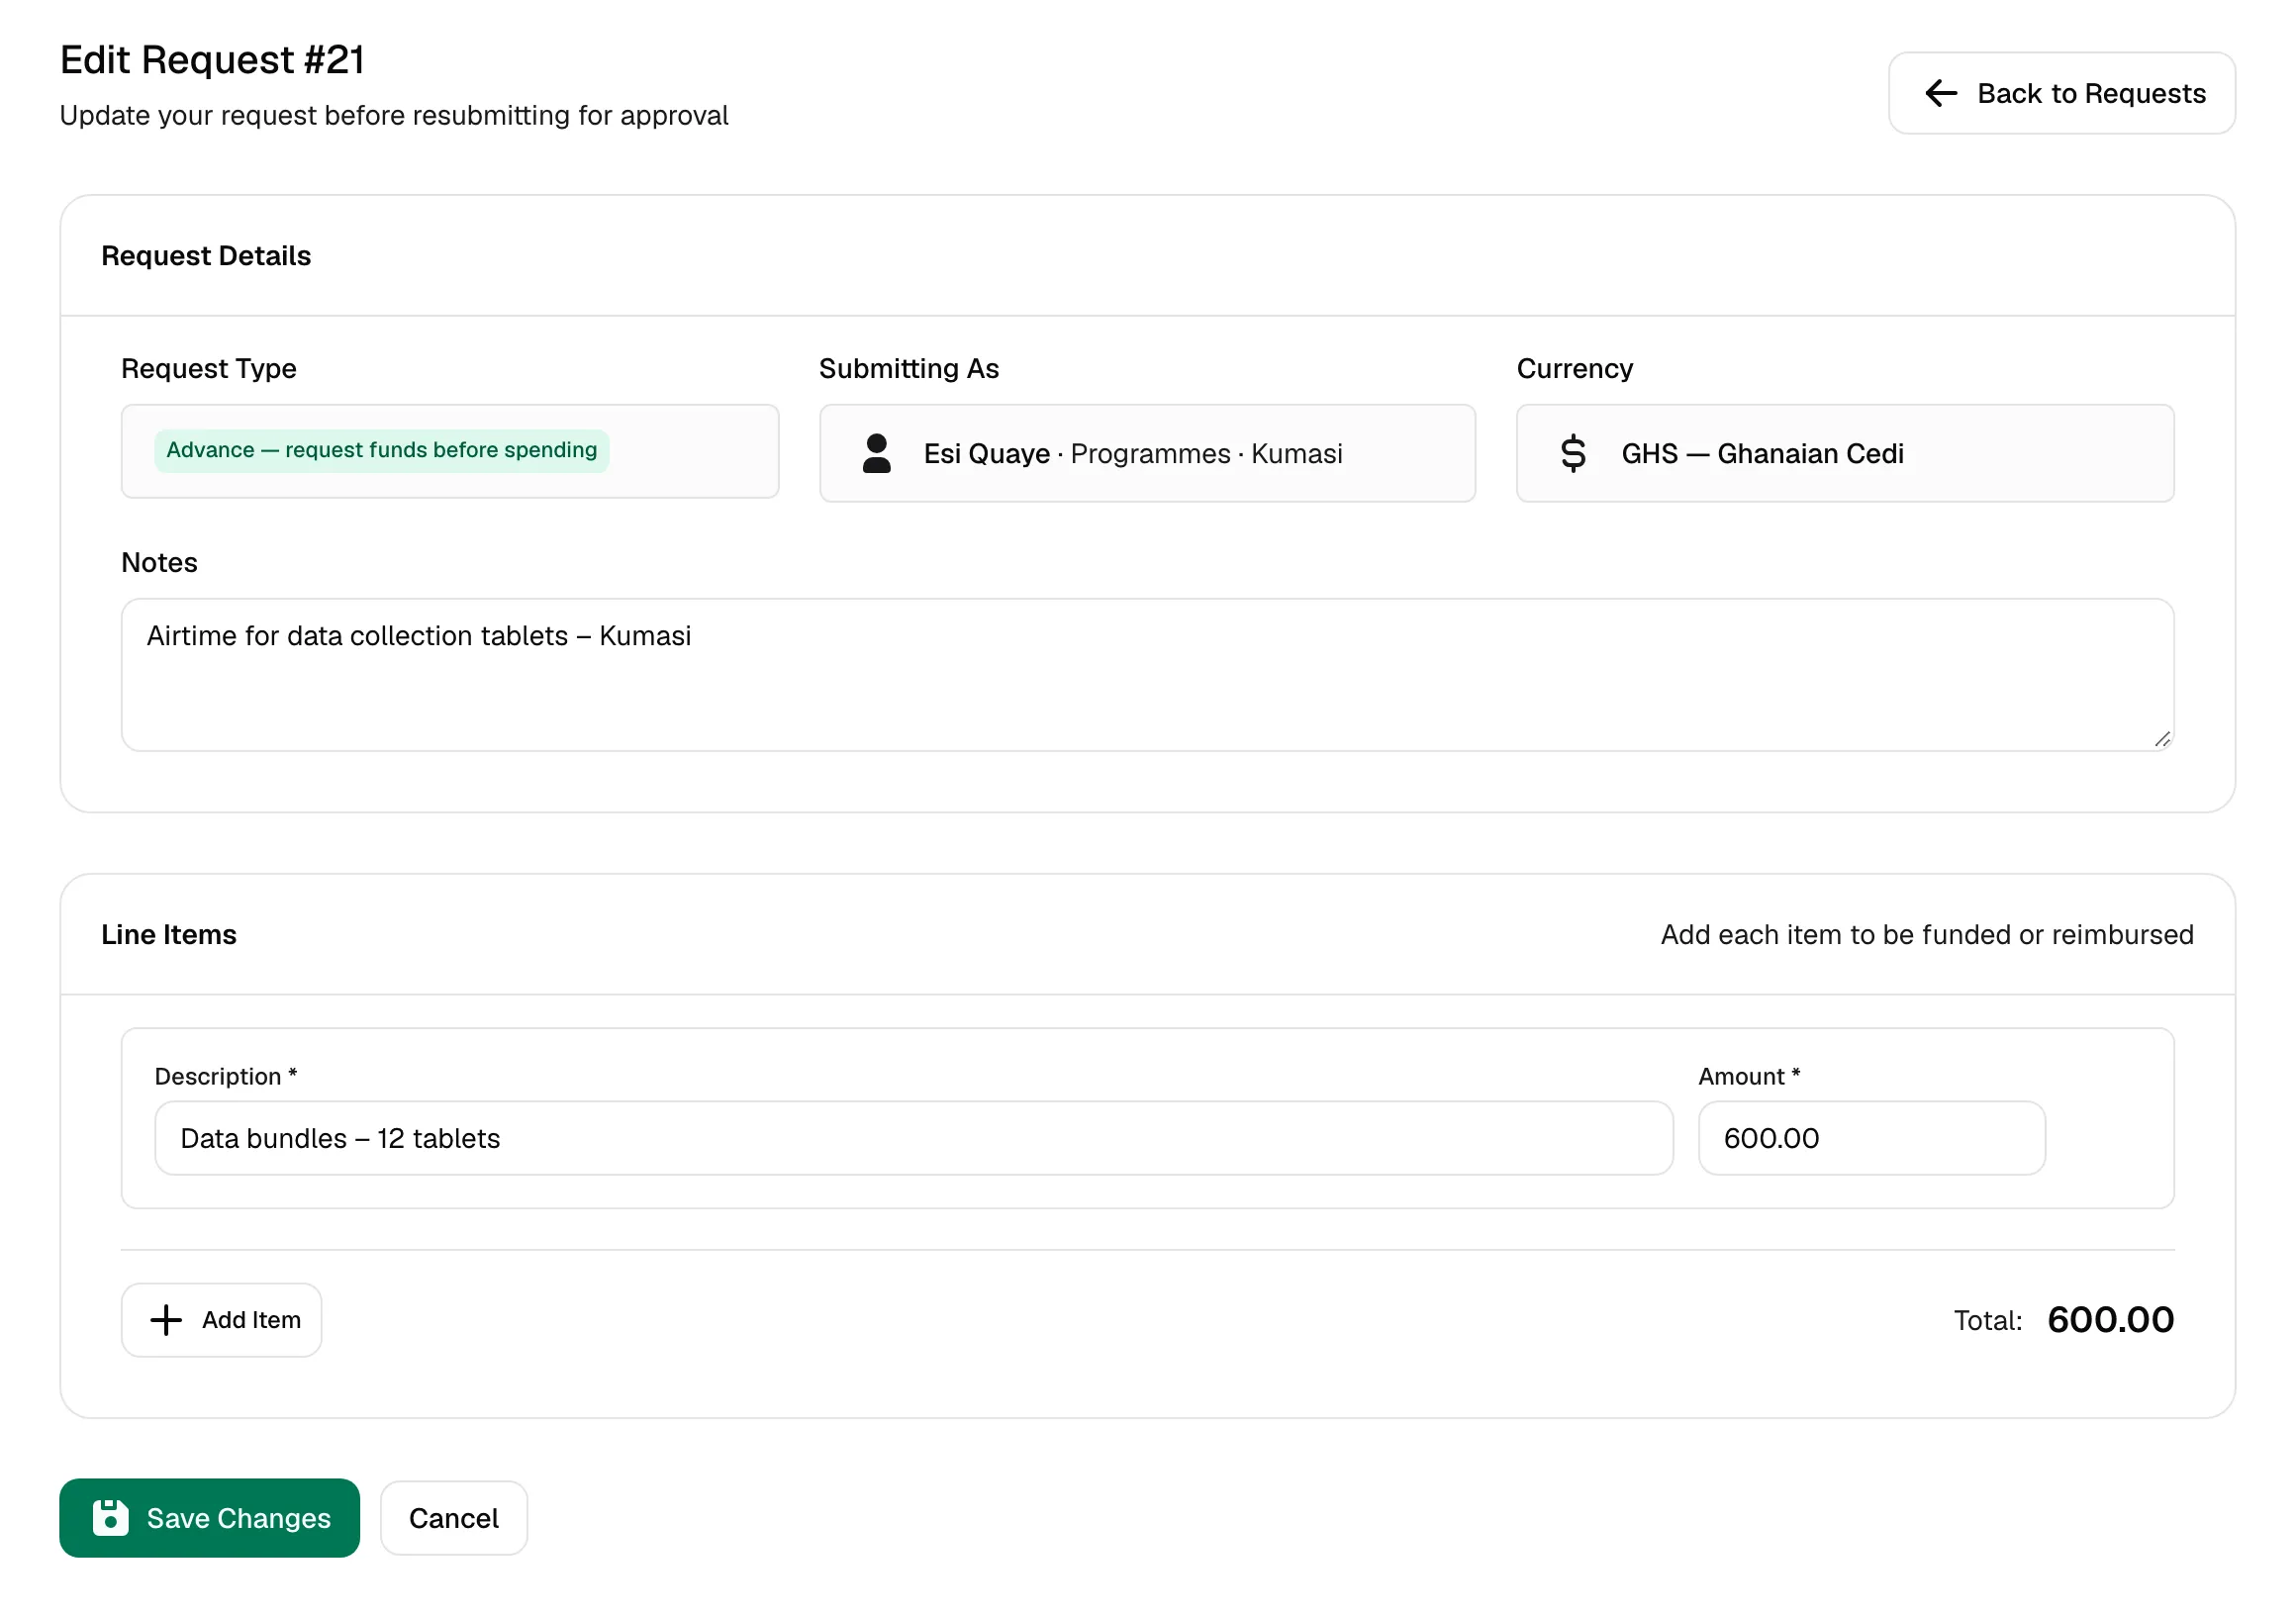 Edit Request #21
Update your request before resubmitting for approval
Back to Requests
Request Details
Request Type
Submitting As
Currency
Advance — request funds before spending
Esi Quaye · Programmes · Kumasi
GHS — Ghanaian Cedi
Notes
Airtime for data collection tablets – Kumasi
Line Items
Add each item to be funded or reimbursed
Description *
Amount *
Data bundles – 12 tablets
600.00
Add Item
Total: 600.00
Save Changes
Cancel